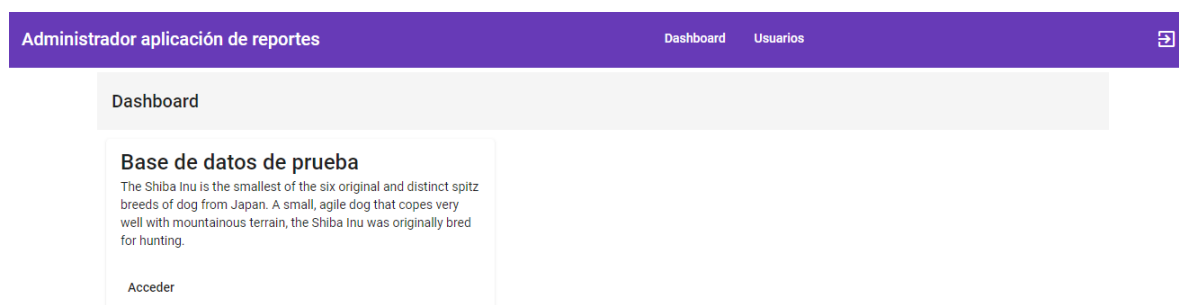 Administrador aplicación de reportes
Dashboard
Usuarios
Dashboard
Base de datos de prueba
The Shiba Inu is the smallest of the six original and distinct spitz
breeds of dog from Japan. A small, agile dog that copes very
well with mountainous terrain, the Shiba Inu was originally bred
for hunting.
Acceder